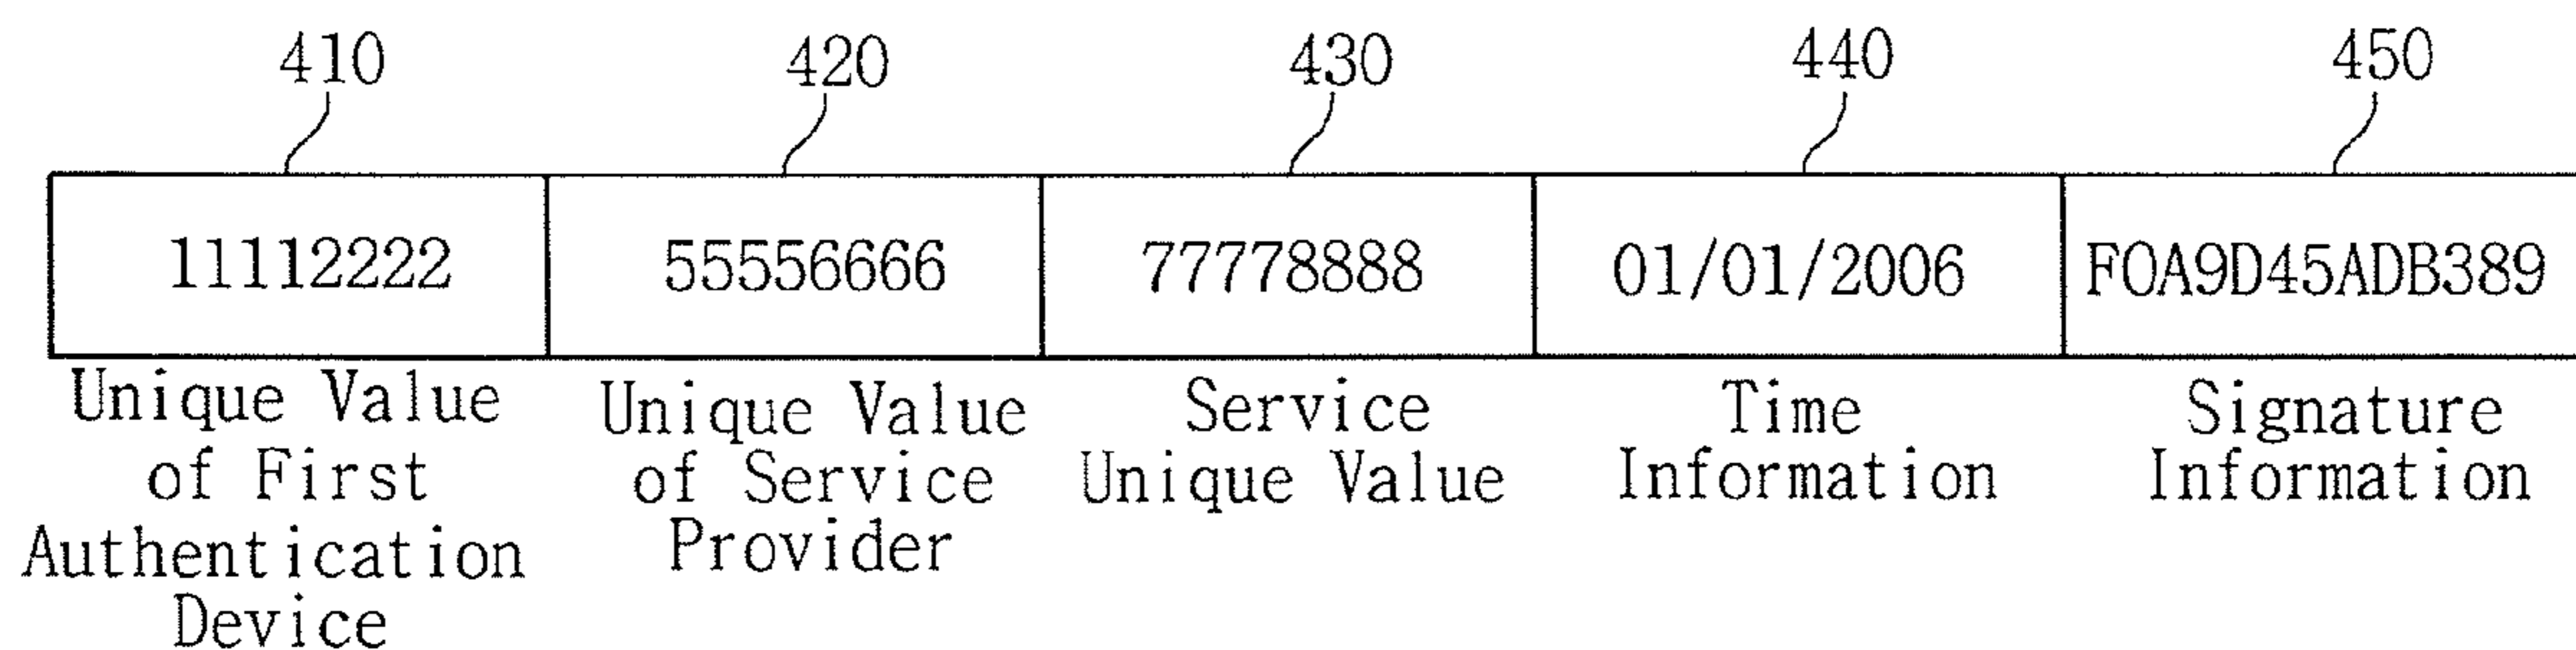 410 420 430 440 450
11112222 55556666 77778888 01/01/2006 F0A9D45ADB389
Unique Value
of First
Authentication
Device
Unique Value
of Service
Provider
Service
Unique Value
Time
Information
Signature
Information